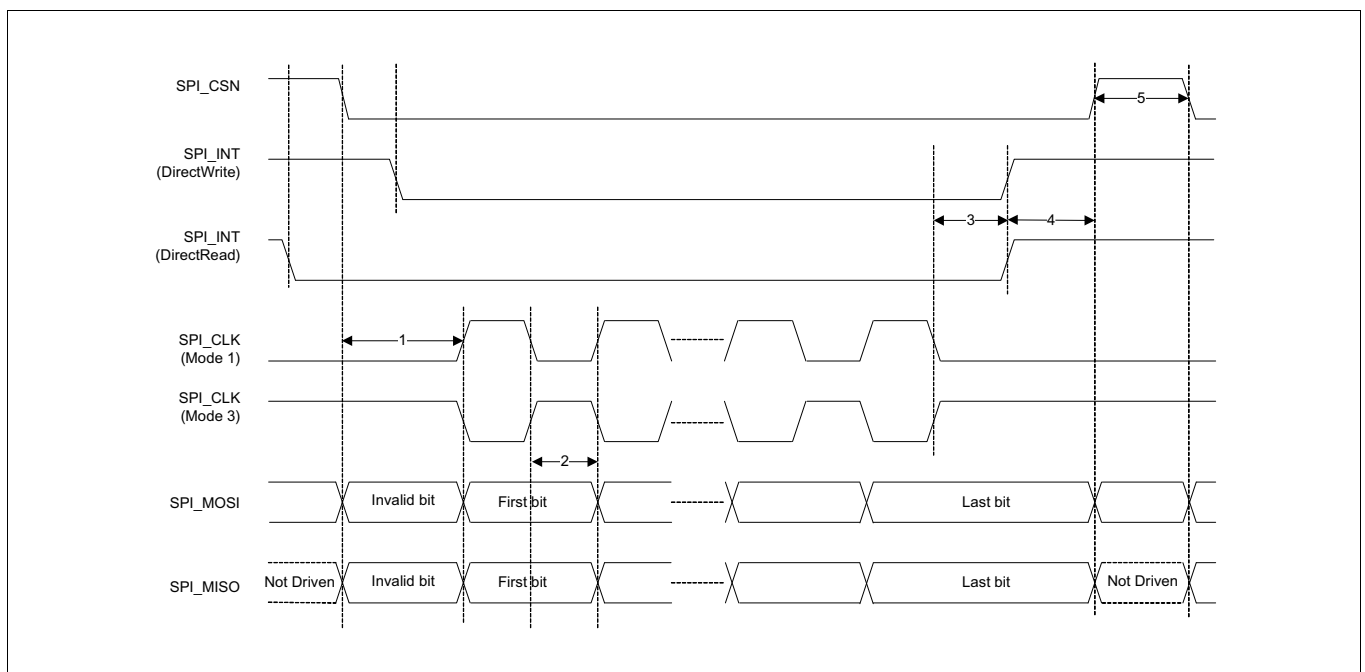 SPI_CSN
5
SPI_INT
(DirectWrite)
3
4
SPI_INT
(DirectRead)
SPI_CLK
(Mode 1)
1
SPI_CLK
(Mode 3)
2
SPI_MOSI
Invalid bit
First bit
Last bit
SPI_MISO
Not Driven
Invalid bit
First bit
Last bit
Not Driven